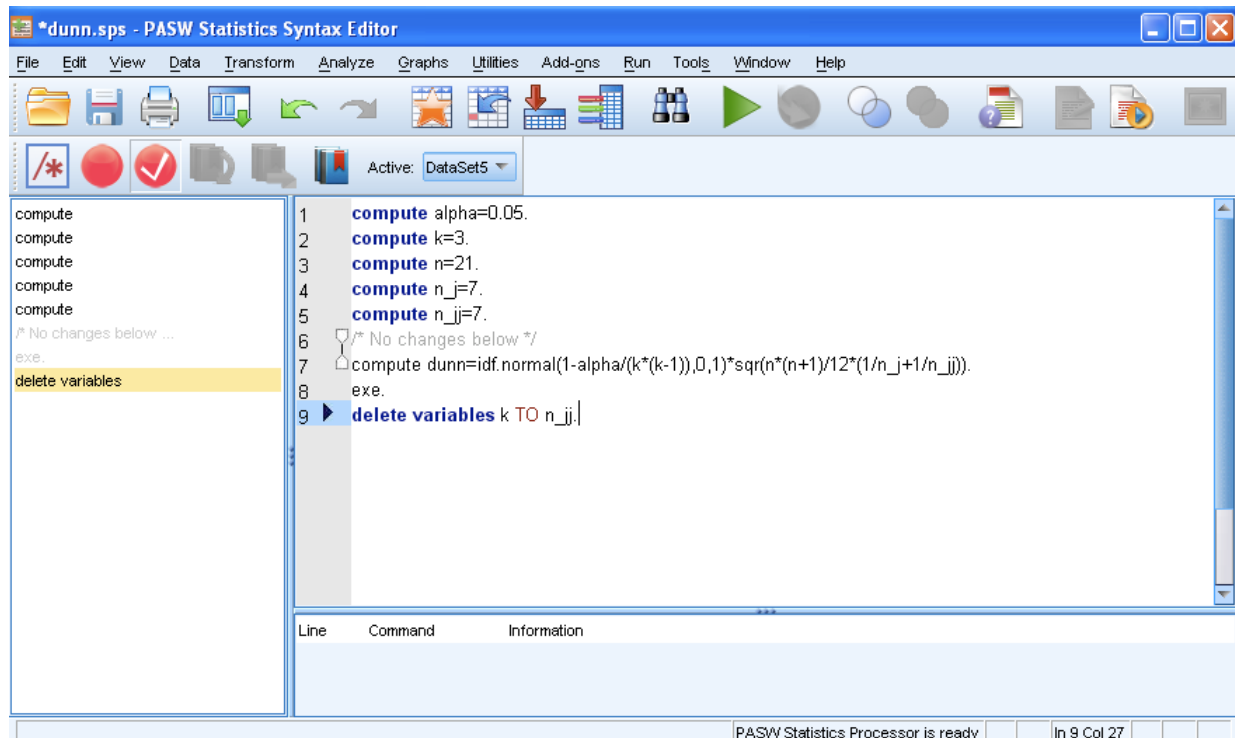 *dunn.sps - PASW Statistics Syntax Editor
File Edit View Data Transform Analyze Graphs Utilities Add-ons Run Tools Window Help
/* Active: DataSet5
compute
compute
compute
compute
compute
/* No changes below ...
exe.
delete variables
1 compute alpha=0.05.
2 compute k=3.
3 compute n=21.
4 compute n_j=7.
5 compute n_jj=7.
6 /* No changes below */
7 compute dunn=idf.normal(1-alpha/(k*(k-1)),0,1)*sqr(n*(n+1)/12*(1/n_j+1/n_jj)).
8 exe.
9 delete variables k TO n_jj.
Line Command Information
PASW Statistics Processor is ready In 9 Col 27